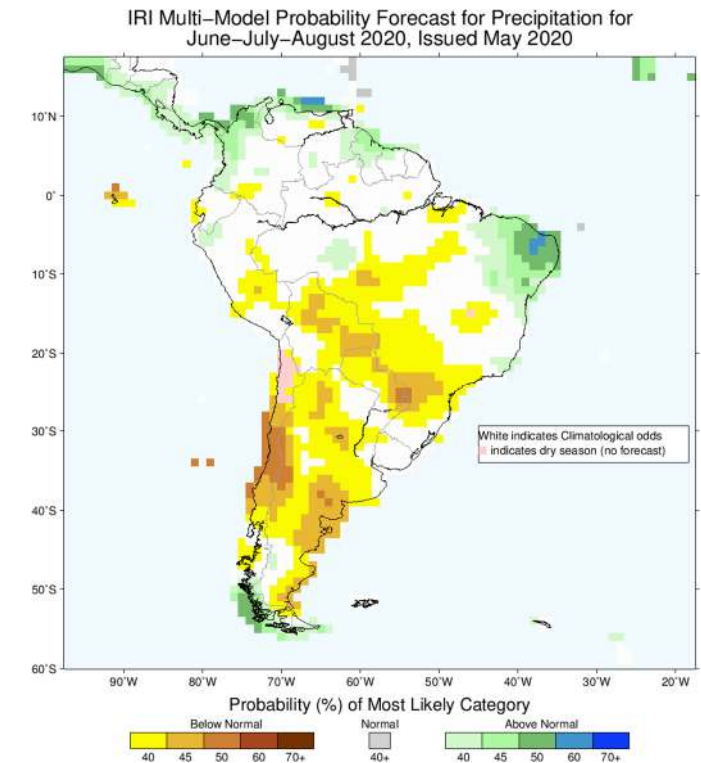 IRI Multi-Model Probability Forecast for Precipitation for
June-July-August 2020, Issued May 2020
10˚N
0˚
10˚S
20˚S
30˚S
White indicates Climatological odds
indicates dry season (no forecast)
40˚S
50˚S
60˚S
90˚W 80˚W 70˚W 60˚W 50˚W 40˚W 30˚W 20˚W
Probability (%) of Most Likely Category
Below Normal Normal Above Normal
40 45 50 60 70+ 40+ 40 45 50 60 70+